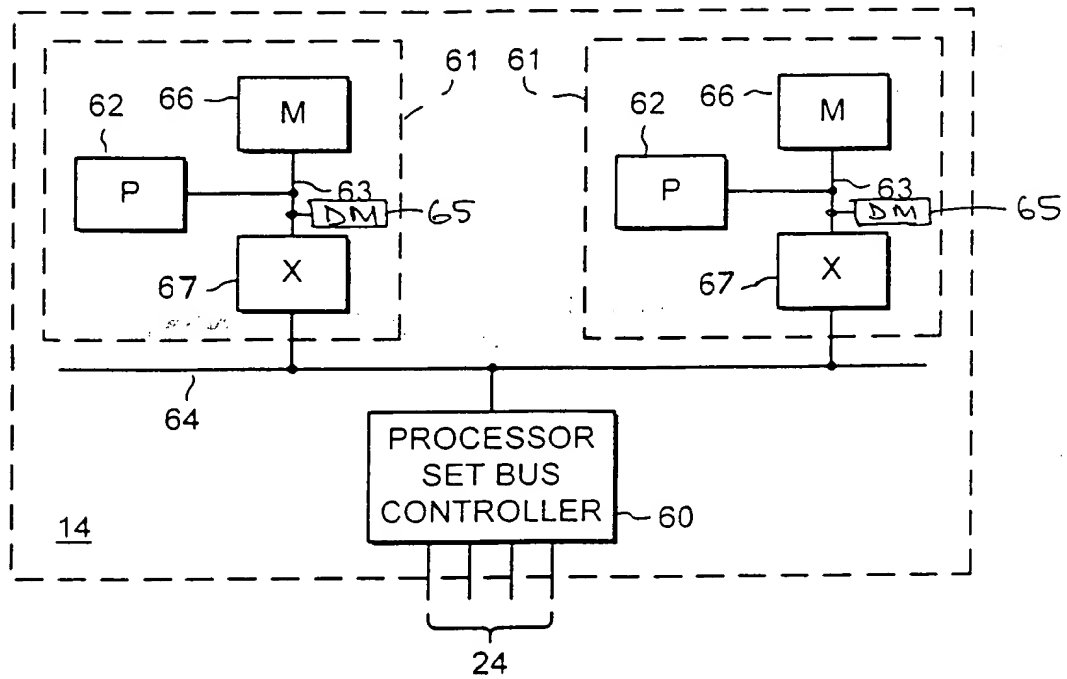 61 61
66 M 66 M
62 P 62 P
63 63
DM 65 DM 65
67 X 67 X
64
PROCESSOR
SET BUS
CONTROLLER
60
14
24